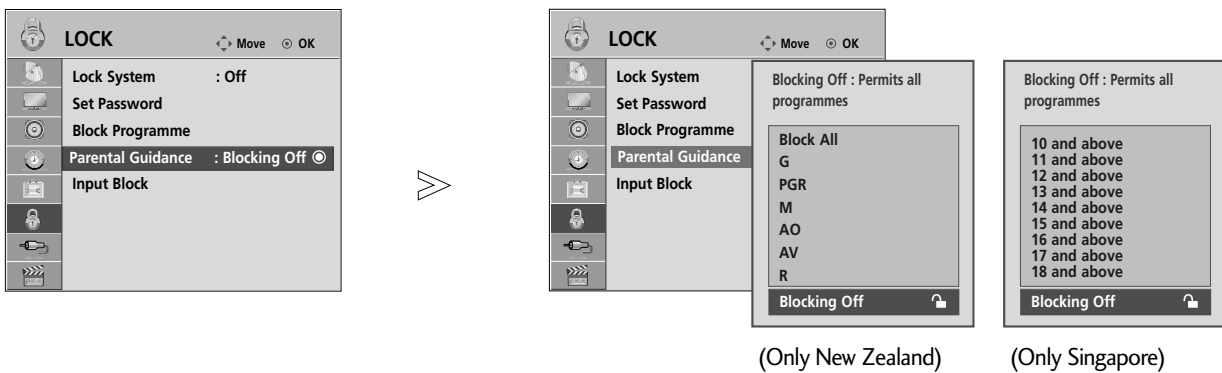 LOCK
Move OK
Lock System : Off
Set Password
Block Programme
Parental Guidance : Blocking Off
Input Block
LOCK
Move OK
Lock System
Set Password
Block Programme
Parental Guidance
Input Block
Blocking Off : Permits all
programmes
Block All
G
PGR
M
AO
AV
R
Blocking Off
(Only New Zealand)
Blocking Off : Permits all
programmes
10 and above
11 and above
12 and above
13 and above
14 and above
15 and above
16 and above
17 and above
18 and above
Blocking Off
(Only Singapore)